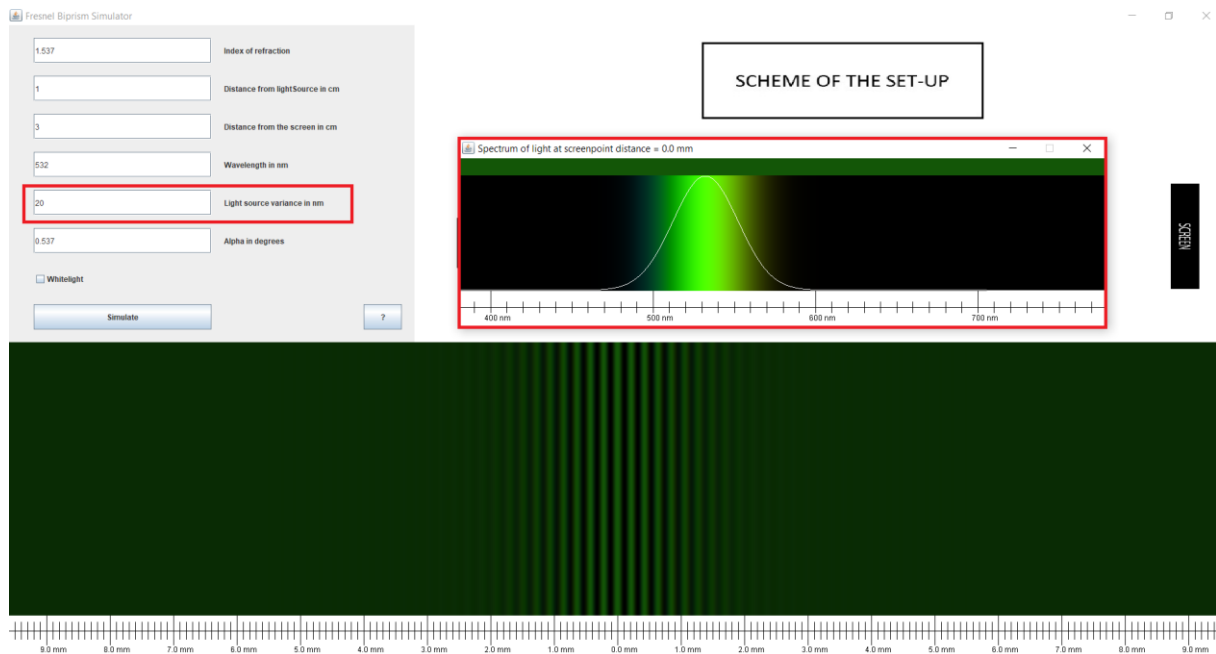 Fresnel Biprism Simulator
1.537 Index of refraction
1 Distance from lightSource in cm
3 Distance from the screen in cm
532 Wavelength in nm
20 Light source variance in nm
0.537 Alpha in degrees
Whitelight
Simulate ?
SCHEME OF THE SET-UP
Spectrum of light at screenpoint distance = 0.0 mm
400 nm 500 nm 600 nm 700 nm
SCREEN
9.0 mm 8.0 mm 7.0 mm 6.0 mm 5.0 mm 4.0 mm 3.0 mm 2.0 mm 1.0 mm 0.0 mm 1.0 mm 2.0 mm 3.0 mm 4.0 mm 5.0 mm 6.0 mm 7.0 mm 8.0 mm 9.0 mm